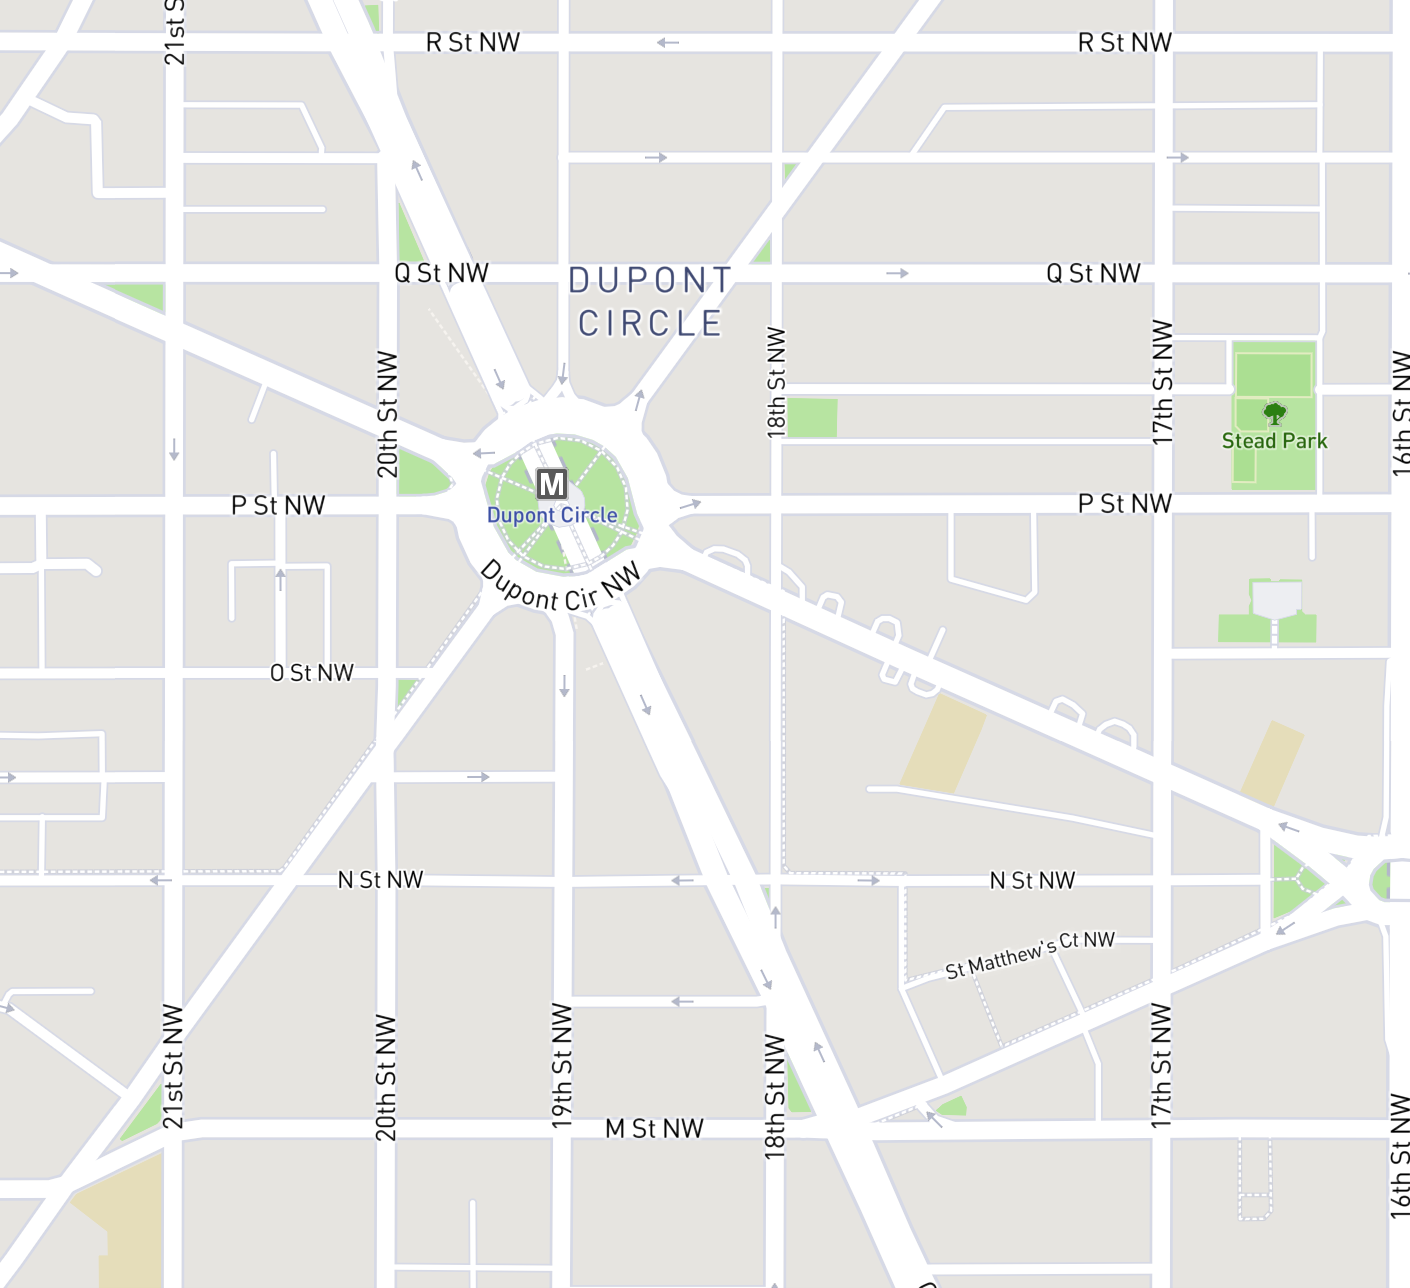 21st S
R St NW
R St NW
Q St NW
DUPONT
CIRCLE
Q St NW
20th St NW
18th St NW
17th St NW
16th St NW
Stead Park
M
Dupont Circle
P St NW
P St NW
Dupont Cir NW
O St NW
N St NW
N St NW
St Matthew's Ct NW
21st St NW
20th St NW
19th St NW
18th St NW
17th St NW
16th St NW
M St NW